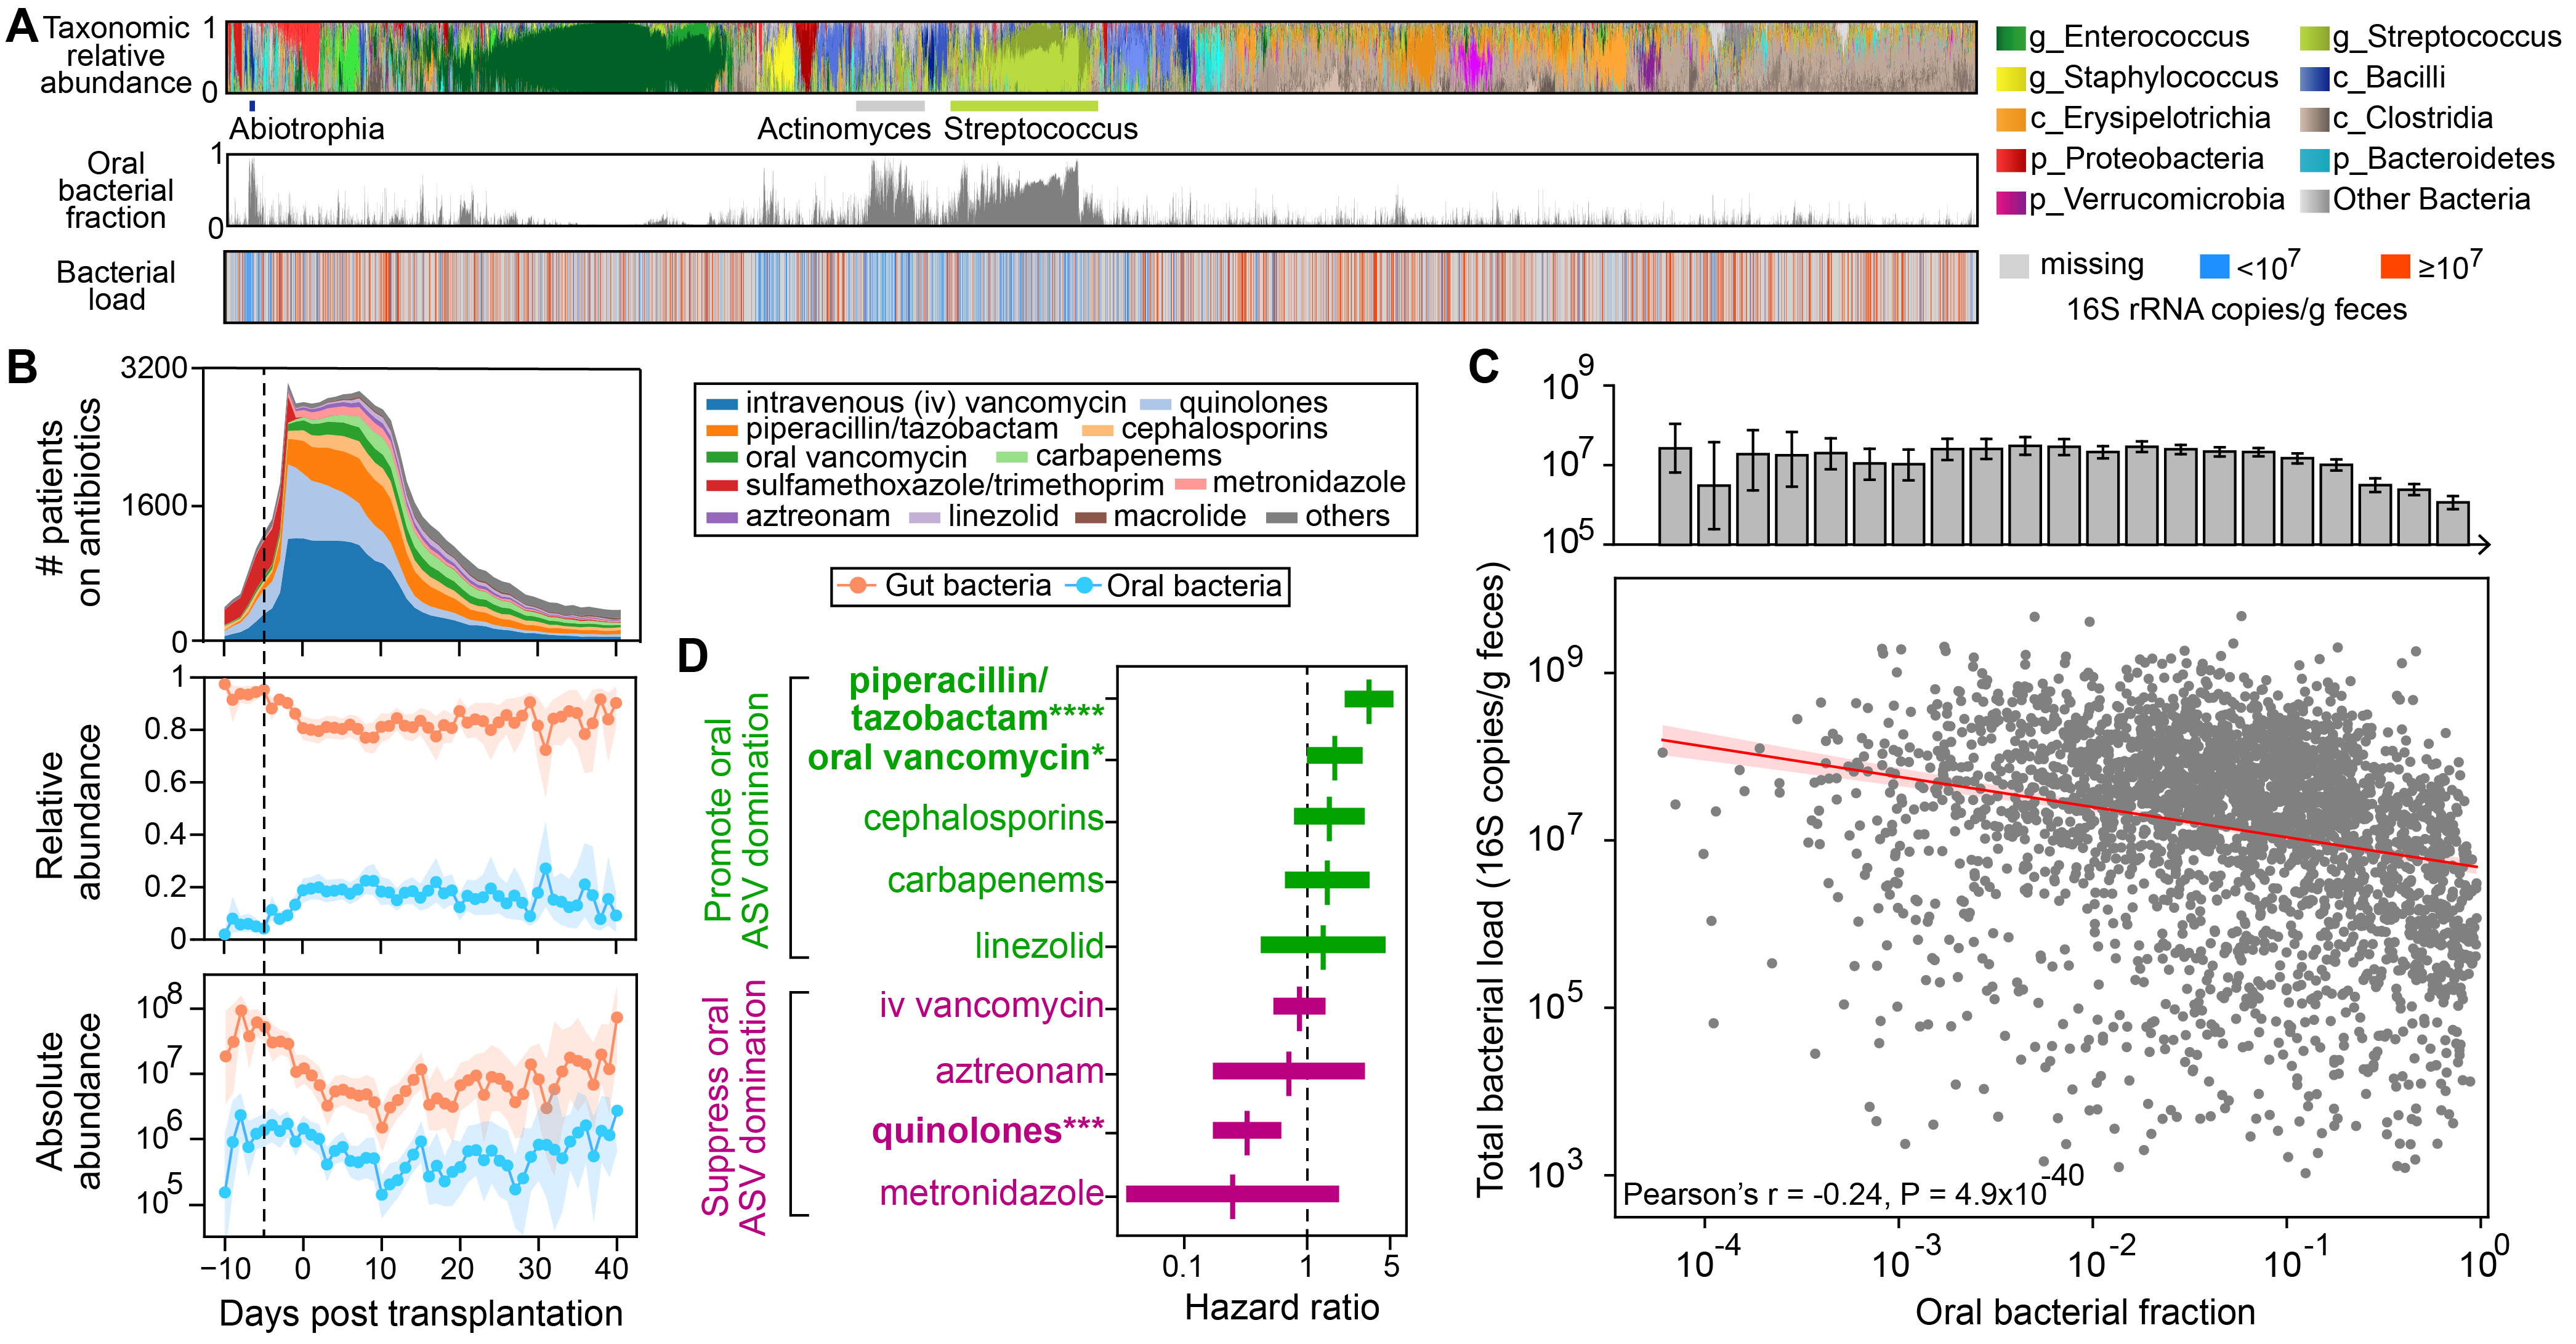 A
Taxonomic
relative
abundance
1
0
Abiotrophia
Actinomyces
Streptococcus
Oral
bacterial
fraction
1
0
Bacterial
load
g_Enterococcus
g_Streptococcus
g_Staphylococcus
c_Bacilli
c_Erysipelotrichia
c_Clostridia
p_Proteobacteria
p_Bacteroidetes
p_Verrucomicrobia
Other Bacteria
missing
<10^7
≥10^7
16S rRNA copies/g feces
B
# patients
on antibiotics
3200
1600
0
intravenous (iv) vancomycin
quinolones
piperacillin/tazobactam
cephalosporins
oral vancomycin
carbapenems
sulfamethoxazole/trimethoprim
metronidazole
aztreonam
linezolid
macrolide
others
Gut bacteria
Oral bacteria
Relative
abundance
1
0.8
0.6
0.4
0.2
0
Absolute
abundance
10^8
10^7
10^6
10^5
−10
0
10
20
30
40
Days post transplantation
D
Promote oral
ASV domination
piperacillin/
tazobactam****
oral vancomycin*
cephalosporins
carbapenems
linezolid
Suppress oral
ASV domination
iv vancomycin
aztreonam
quinolones***
metronidazole
0.1
1
5
Hazard ratio
C
10^9
10^7
10^5
Total bacterial load (16S copies/g feces)
10^9
10^7
10^5
10^3
Pearson's r = -0.24, P = 4.9x10^-40
10^-4
10^-3
10^-2
10^-1
10^0
Oral bacterial fraction